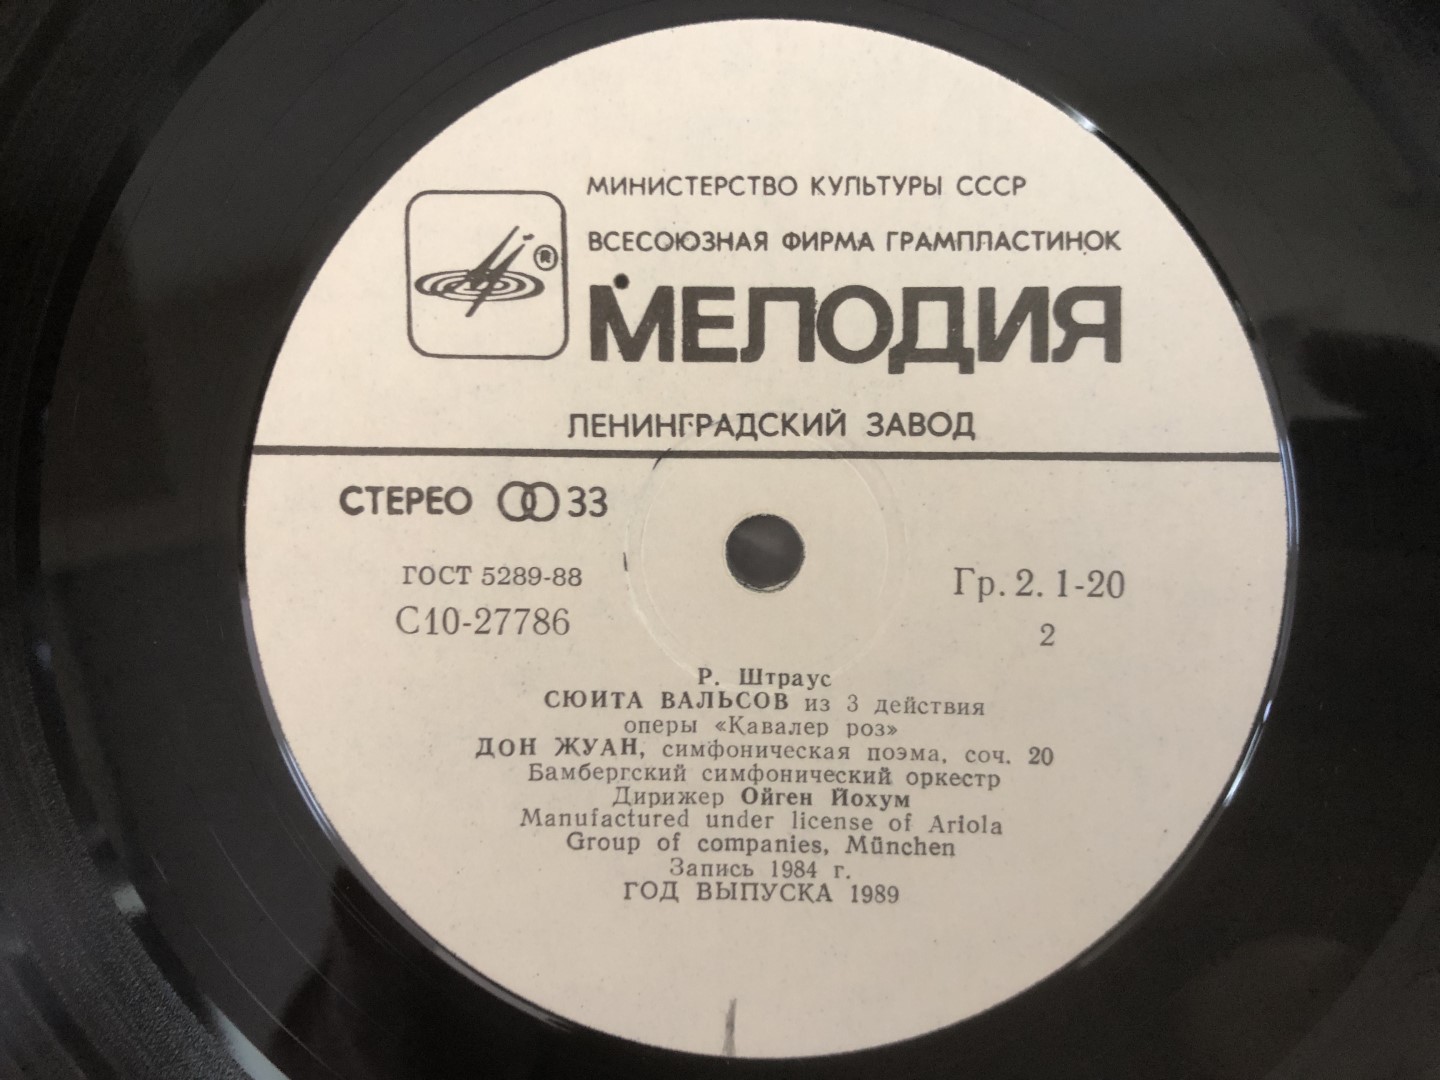 МИНИСТЕРСТВО КУЛЬТУРЫ СССР
ВСЕСОЮЗНАЯ ФИРМА ГРАМПЛАСТИНОК
®
МЕЛОДИЯ
ЛЕНИНГРАДСКИЙ ЗАВОД
СТЕРЕО 33
ГОСТ 5289-88
С10-27786
Гр. 2. 1-20
2
Р. Штраус
СЮИТА ВАЛЬСОВ из 3 действия
оперы «Кавалер роз»
ДОН ЖУАН, симфоническая поэма, соч. 20
Бамбергский симфонический оркестр
Дирижер Ойген Йохум
Manufactured under license of Ariola
Group of companies, München
Запись 1984 г.
ГОД ВЫПУСКА 1989